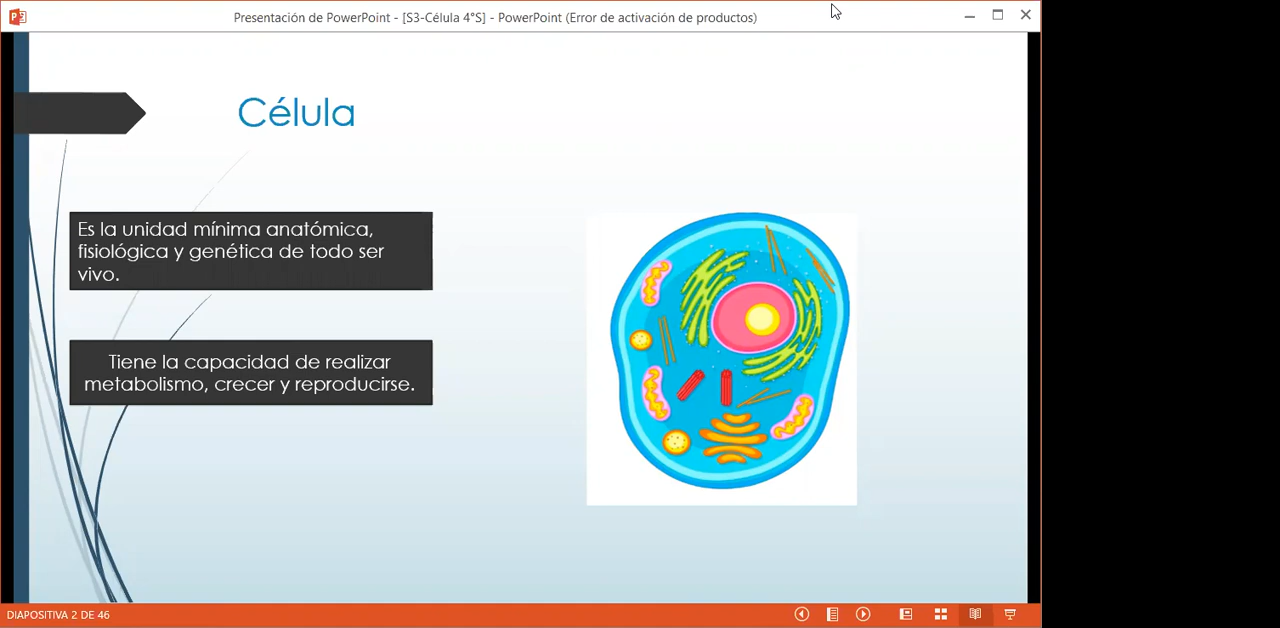 Presentación de PowerPoint - [S3-Célula 4°S] - PowerPoint (Error de activación de productos)
Célula
Es la unidad mínima anatómica,
fisiológica y genética de todo ser
vivo.
Tiene la capacidad de realizar
metabolismo, crecer y reproducirse.
DIAPOSITIVA 2 DE 46